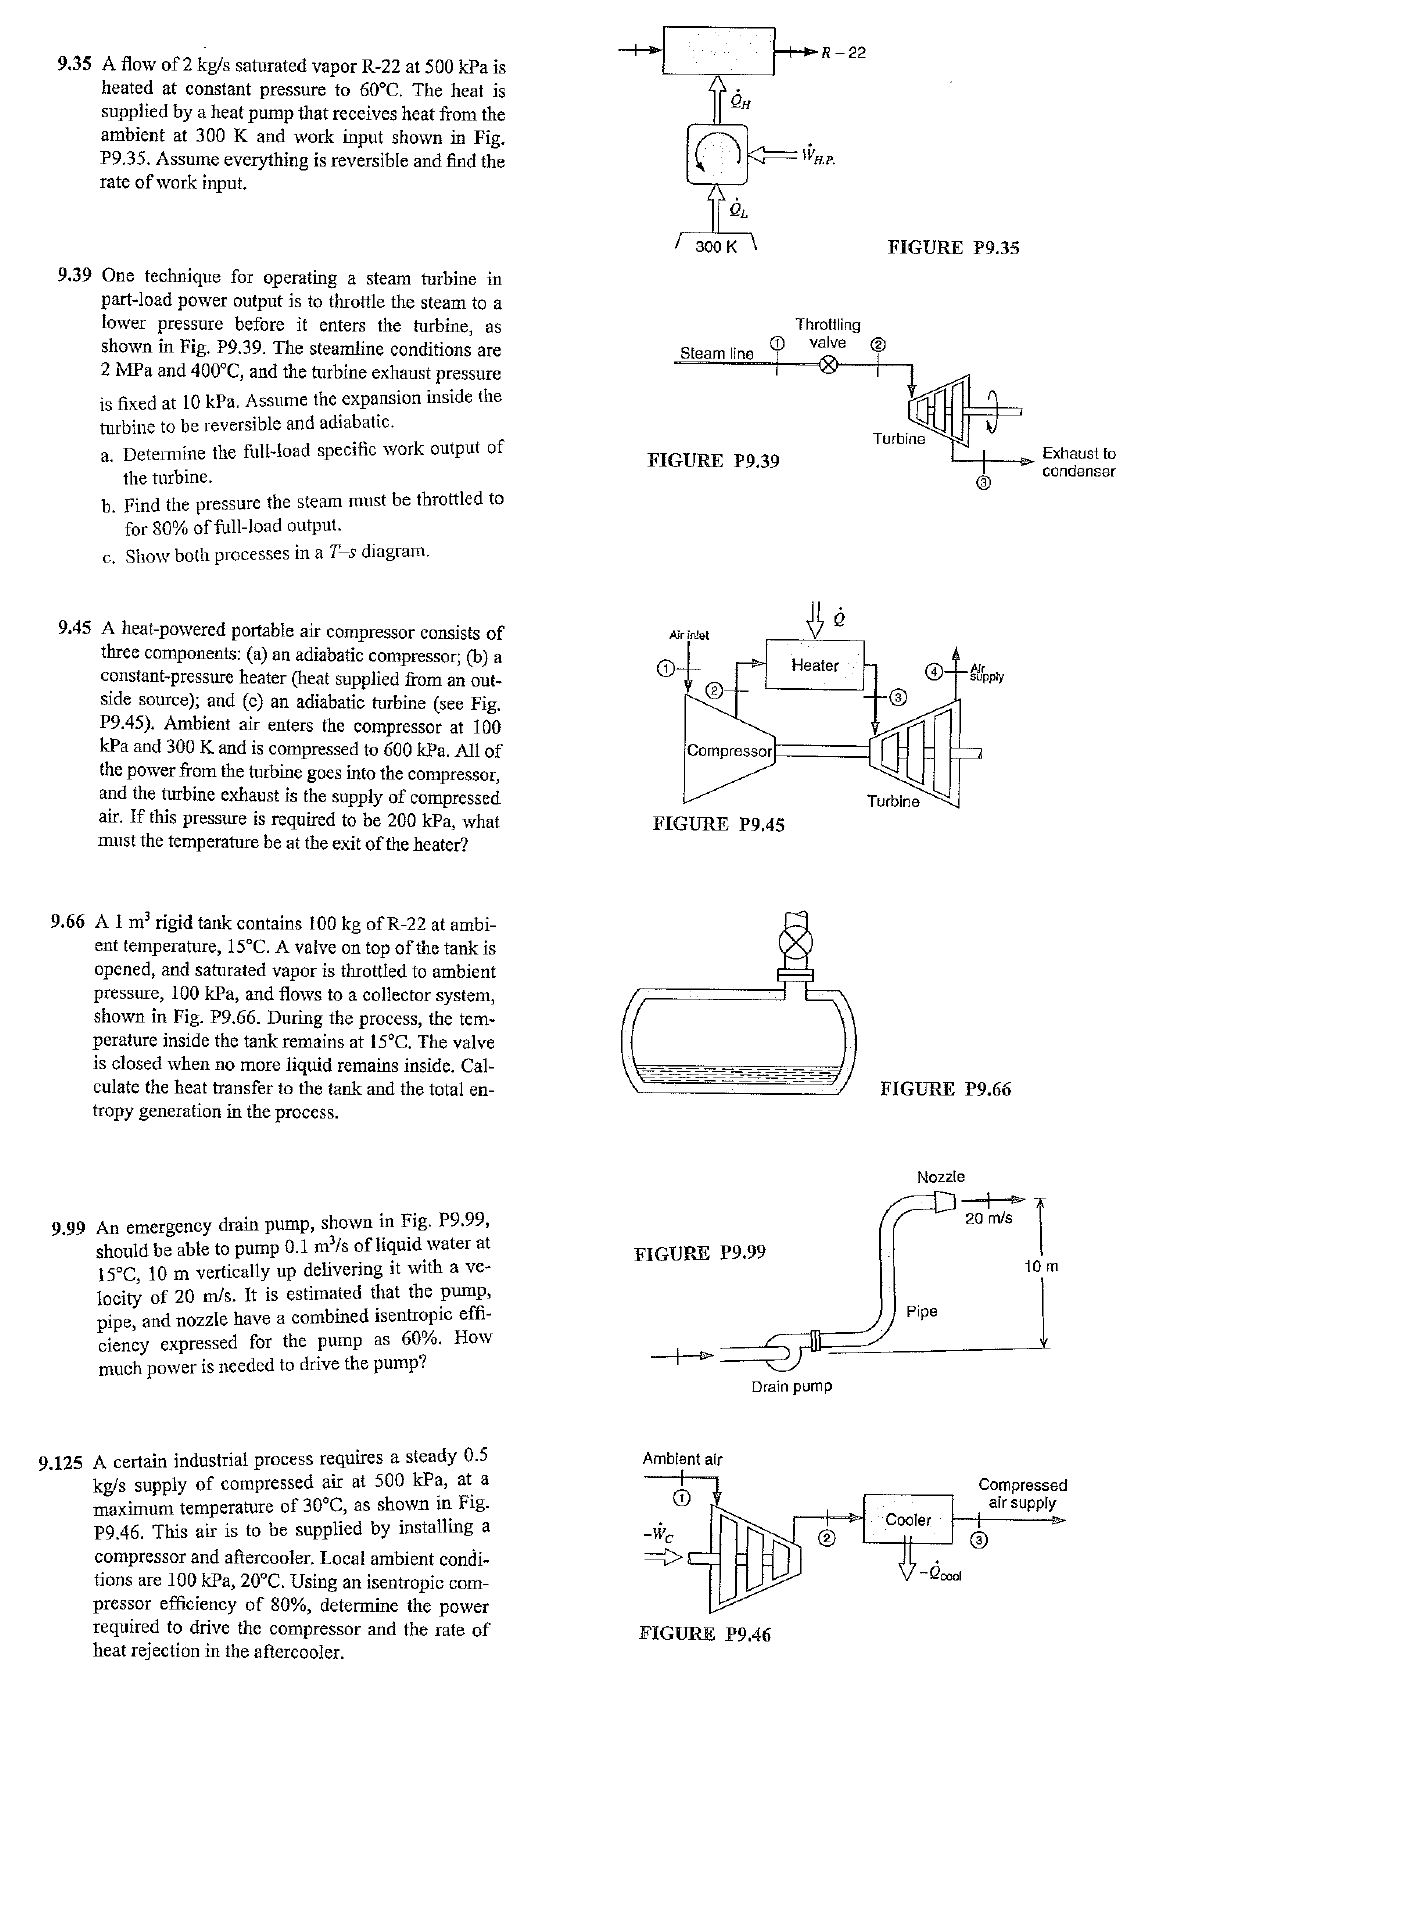 9.35 A flow of 2 kg/s saturated vapor R-22 at 500 kPa is
heated at constant pressure to 60°C. The heat is
supplied by a heat pump that receives heat from the
ambient at 300 K and work input shown in Fig.
P9.35. Assume everything is reversible and find the
rate of work input.
R – 22
Q̇H
ẆH.P.
Q̇L
300 K
FIGURE P9.35
9.39 One technique for operating a steam turbine in
part-load power output is to throttle the steam to a
lower pressure before it enters the turbine, as
shown in Fig. P9.39. The steamline conditions are
2 MPa and 400°C, and the turbine exhaust pressure
is fixed at 10 kPa. Assume the expansion inside the
turbine to be reversible and adiabatic.
a. Determine the full-load specific work output of
the turbine.
b. Find the pressure the steam must be throttled to
for 80% of full-load output.
c. Show both processes in a T–s diagram.
Throttling
valve
Steam line
1
2
Turbine
Exhaust to
condenser
3
FIGURE P9.39
9.45 A heat-powered portable air compressor consists of
three components: (a) an adiabatic compressor; (b) a
constant-pressure heater (heat supplied from an out-
side source); and (c) an adiabatic turbine (see Fig.
P9.45). Ambient air enters the compressor at 100
kPa and 300 K and is compressed to 600 kPa. All of
the power from the turbine goes into the compressor,
and the turbine exhaust is the supply of compressed
air. If this pressure is required to be 200 kPa, what
must the temperature be at the exit of the heater?
Q̇
Air inlet
Heater
1
2
3
4
Air
supply
Compressor
Turbine
FIGURE P9.45
9.66 A 1 m³ rigid tank contains 100 kg of R-22 at ambi-
ent temperature, 15°C. A valve on top of the tank is
opened, and saturated vapor is throttled to ambient
pressure, 100 kPa, and flows to a collector system,
shown in Fig. P9.66. During the process, the tem-
perature inside the tank remains at 15°C. The valve
is closed when no more liquid remains inside. Cal-
culate the heat transfer to the tank and the total en-
tropy generation in the process.
FIGURE P9.66
9.99 An emergency drain pump, shown in Fig. P9.99,
should be able to pump 0.1 m³/s of liquid water at
15°C, 10 m vertically up delivering it with a ve-
locity of 20 m/s. It is estimated that the pump,
pipe, and nozzle have a combined isentropic effi-
ciency expressed for the pump as 60%. How
much power is needed to drive the pump?
Nozzle
20 m/s
10 m
Pipe
Drain pump
FIGURE P9.99
9.125 A certain industrial process requires a steady 0.5
kg/s supply of compressed air at 500 kPa, at a
maximum temperature of 30°C, as shown in Fig.
P9.46. This air is to be supplied by installing a
compressor and aftercooler. Local ambient condi-
tions are 100 kPa, 20°C. Using an isentropic com-
pressor efficiency of 80%, determine the power
required to drive the compressor and the rate of
heat rejection in the aftercooler.
Ambient air
1
-ẆC
2
Cooler
Compressed
air supply
3
-Q̇cool
FIGURE P9.46